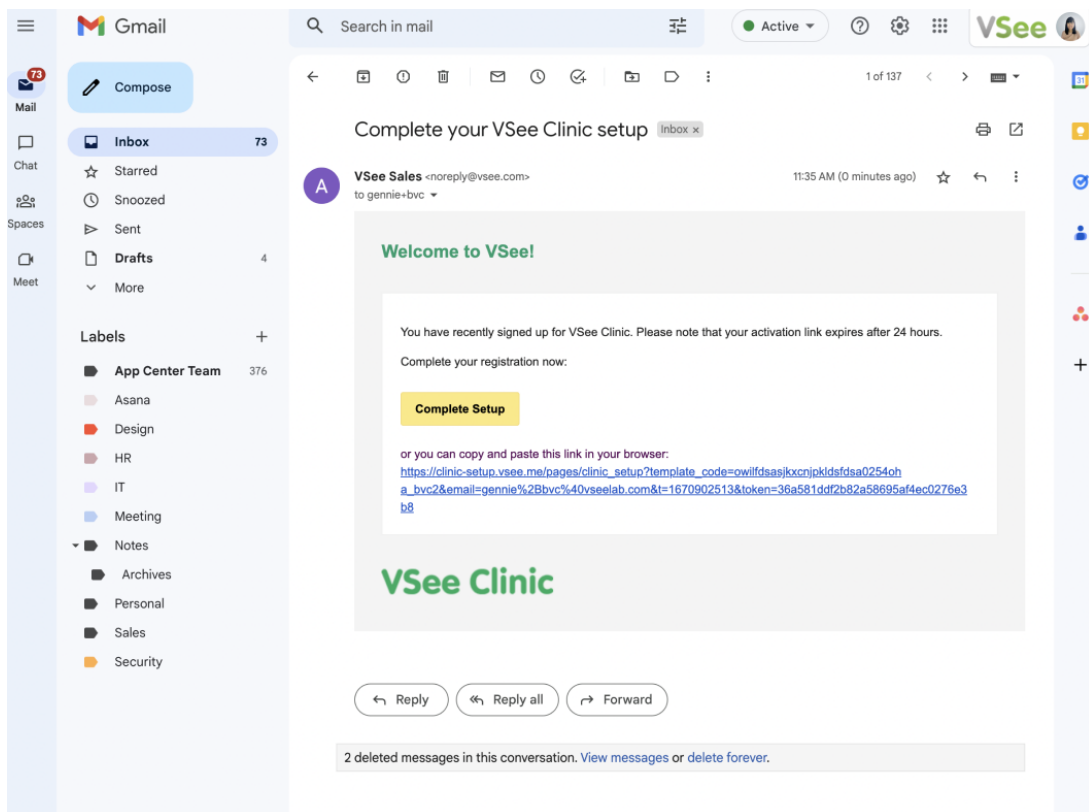 Gmail
Search in mail
Active
VSee
73
Mail
Chat
Spaces
Meet
Compose
Inbox 73
Starred
Snoozed
Sent
Drafts 4
More
Labels
App Center Team 376
Asana
Design
HR
IT
Meeting
Notes
Archives
Personal
Sales
Security
1 of 137
31
Complete your VSee Clinic setup Inbox x
A
VSee Sales <noreply@vsee.com> 11:35 AM (0 minutes ago)
to gennie+bvc
Welcome to VSee!
You have recently signed up for VSee Clinic. Please note that your activation link expires after 24 hours.
Complete your registration now:
Complete Setup
or you can copy and paste this link in your browser:
https://clinic-setup.vsee.me/pages/clinic_setup?template_code=owilfdsasjkxcnjpkldsfdsa0254oh
a_bvc2&email=gennie%2Bbvc%40vseelab.com&t=1670902513&token=36a581ddf2b82a58695af4ec0276e3
b8
VSee Clinic
Reply
Reply all
Forward
2 deleted messages in this conversation. View messages or delete forever.